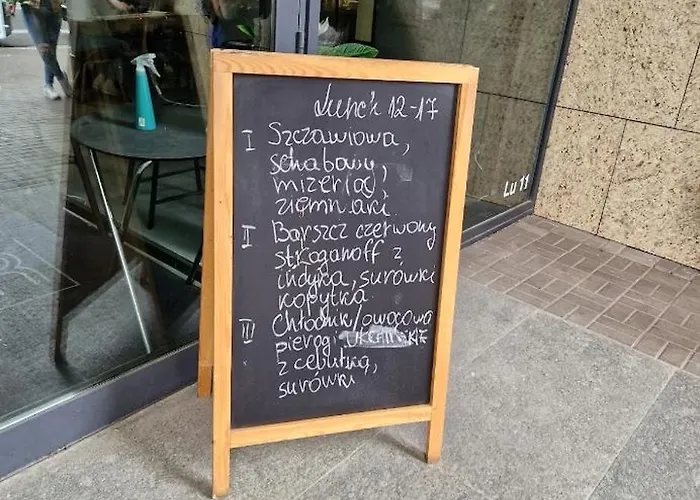 Lunch 12-17
I Szczawiowa,
schabowy,
mizeria,
ziemniaki.
II Barszcz czerwony
stroganoff z
indyka, surówki
kopytka
III Chłodnik/owocowa
pierogi
z cebulką,
surówki
Lu 11